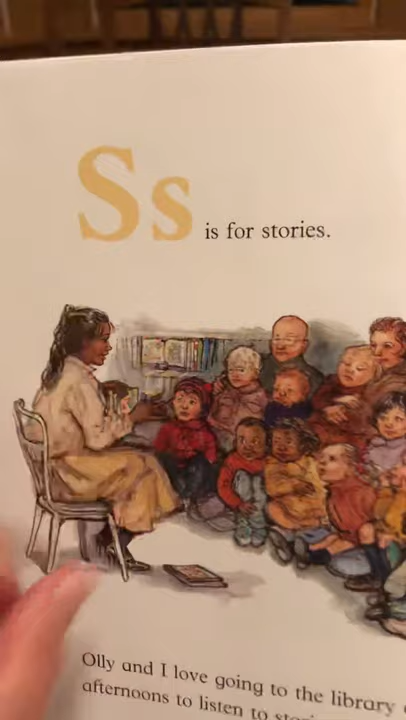 Ss is for stories.
Olly and I love going to the library
afternoons to listen to